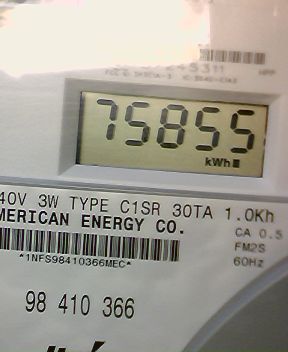 75855
kWh
40V 3W TYPE C1SR 30TA 1.0Kh
MERICAN ENERGY CO.
CA 0.5
FM2S
60Hz
*1NFS98410366MEC*
98 410 366